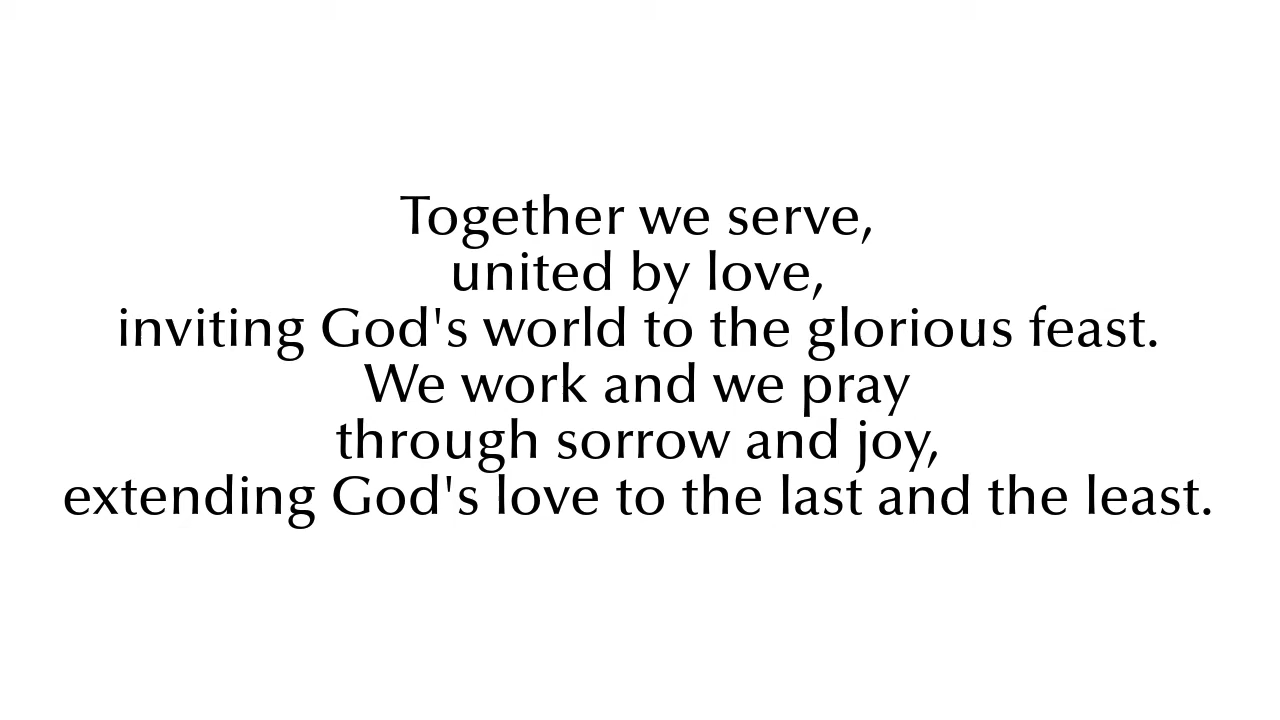 Together we serve,
united by love,
inviting God's world to the glorious feast.
We work and we pray
through sorrow and joy,
extending God's love to the last and the least.